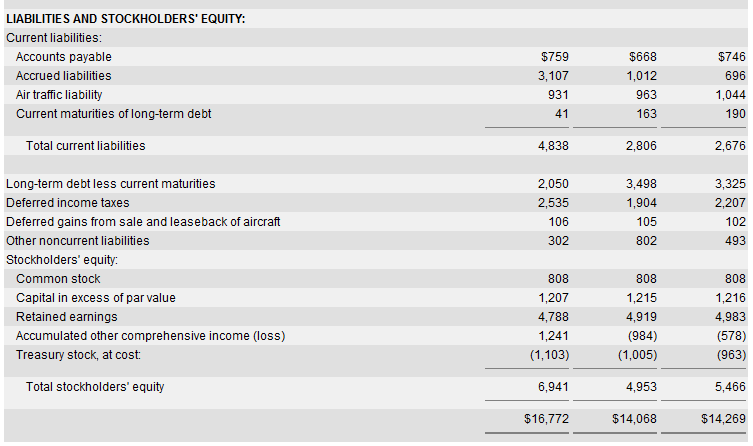 LIABILITIES AND STOCKHOLDERS' EQUITY:
Current liabilities:
Accounts payable $759 $668 $746
Accrued liabilities 3,107 1,012 696
Air traffic liability 931 963 1,044
Current maturities of long-term debt 41 163 190
Total current liabilities 4,838 2,806 2,676
Long-term debt less current maturities 2,050 3,498 3,325
Deferred income taxes 2,535 1,904 2,207
Deferred gains from sale and leaseback of aircraft 106 105 102
Other noncurrent liabilities 302 802 493
Stockholders' equity:
Common stock 808 808 808
Capital in excess of par value 1,207 1,215 1,216
Retained earnings 4,788 4,919 4,983
Accumulated other comprehensive income (loss) 1,241 (984) (578)
Treasury stock, at cost: (1,103) (1,005) (963)
Total stockholders' equity 6,941 4,953 5,466
$16,772 $14,068 $14,269